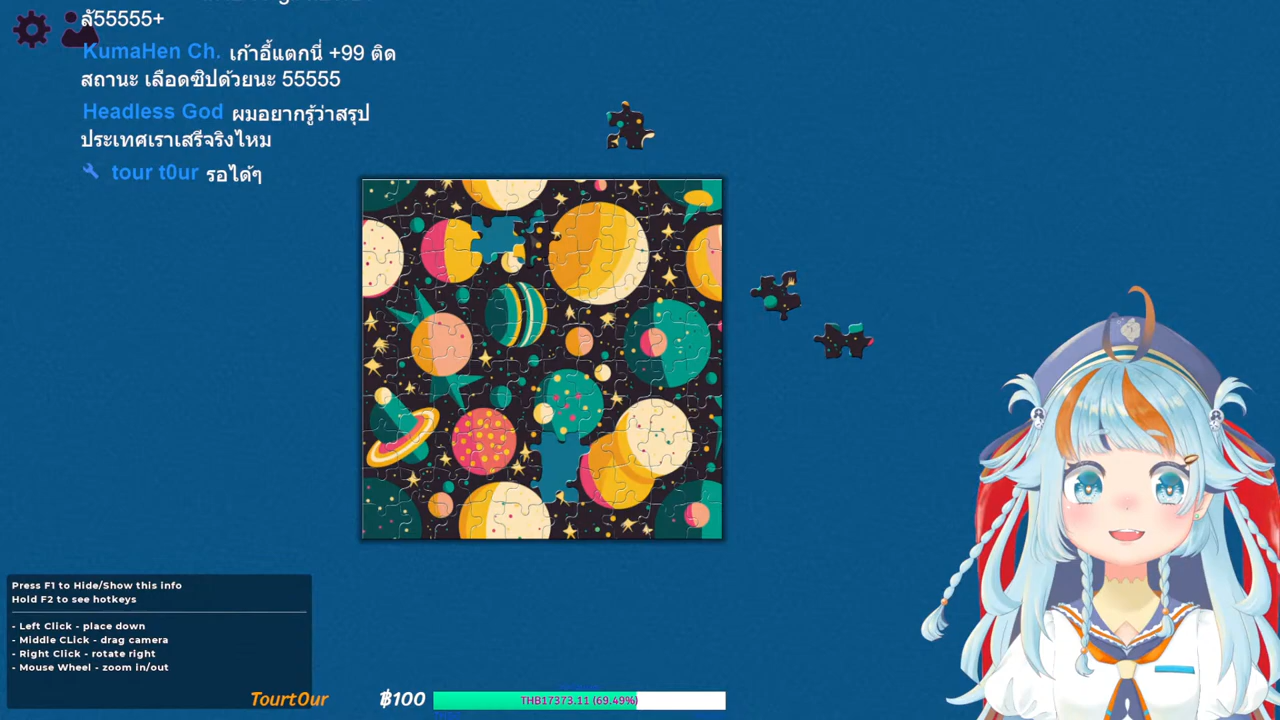 ลั55555+
KumaHen Ch. เก้าอี้แตกนี่ +99 ติด
สถานะ เลือดซิปด้วยนะ 55555
Headless God ผมอยากรู้ว่าสรุป
ประเทศเราเสรีจริงไหม
tour t0ur รอได้ๆ
Press F1 to Hide/Show this info
Hold F2 to see hotkeys
- Left Click - place down
- Middle CLick - drag camera
- Right Click - rotate right
- Mouse Wheel - zoom in/out
Tourt0ur ฿100 THB17373.11 (69.49%)